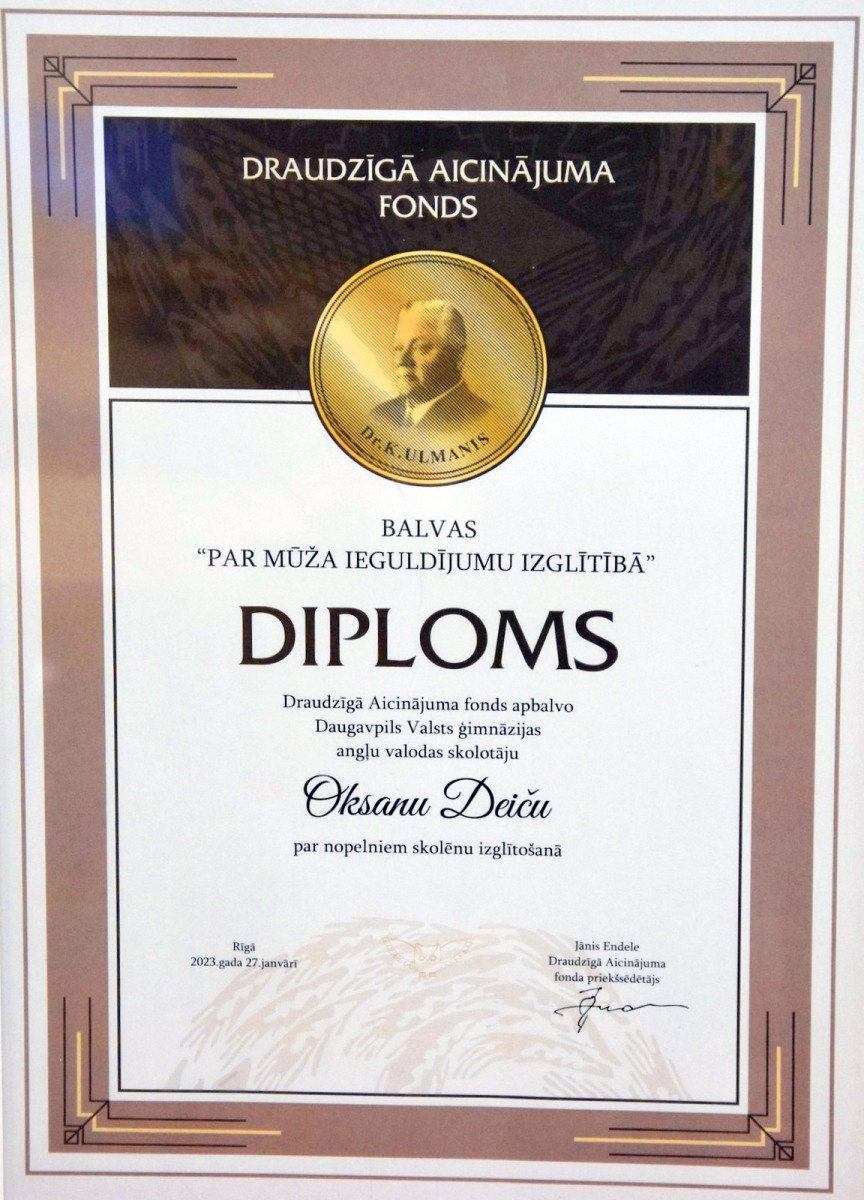 DRAUDZĪGĀ AICINĀJUMA
FONDS
Dr.K.ULMANIS
BALVAS
“PAR MŪŽA IEGULDĪJUMU IZGLĪTĪBĀ”
DIPLOMS
Draudzīgā Aicinājuma fonds apbalvo
Daugavpils Valsts ģimnāzijas
angļu valodas skolotāju
Oksanu Deiču
par nopelniem skolēnu izglītošanā
Rīgā
2023.gada 27.janvārī
Jānis Endele
Draudzīgā Aicinājuma
fonda priekšsēdētājs